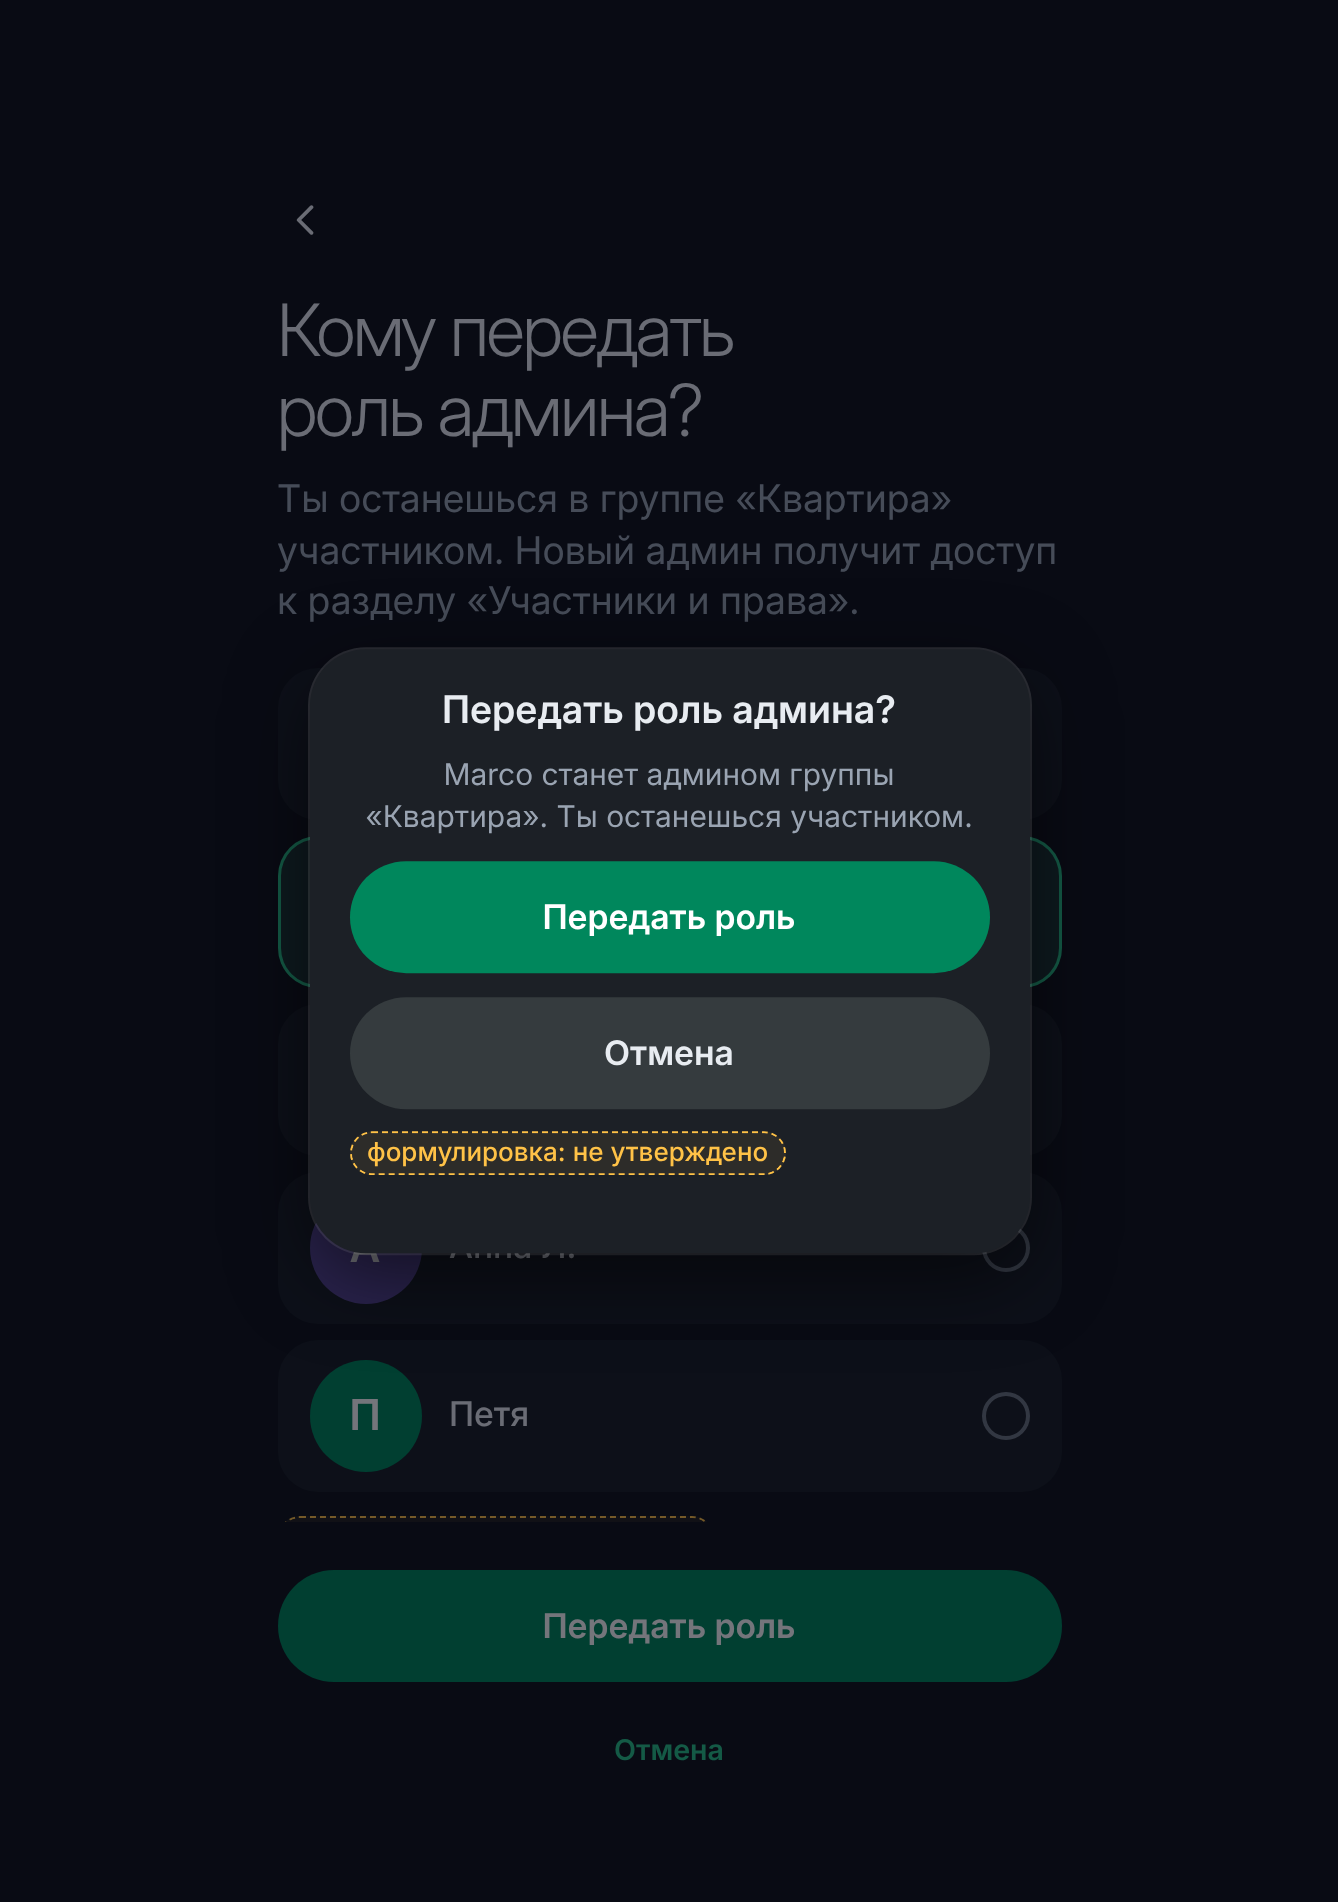 Кому передать
роль админа?
Ты останешься в группе «Квартира»
участником. Новый админ получит доступ
к разделу «Участники и права».
Передать роль админа?
Marco станет админом группы
«Квартира». Ты останешься участником.
Передать роль
Отмена
формулировка: не утверждено
П
Петя
Передать роль
Отмена